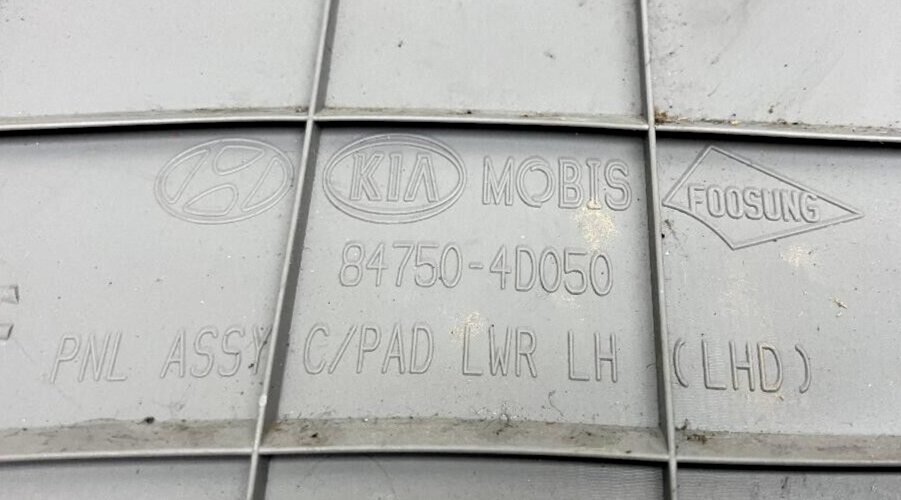 KIA MOBIS FOOSUNG
84750-4D050
PNL ASSY C/PAD LWR LH (LHD)